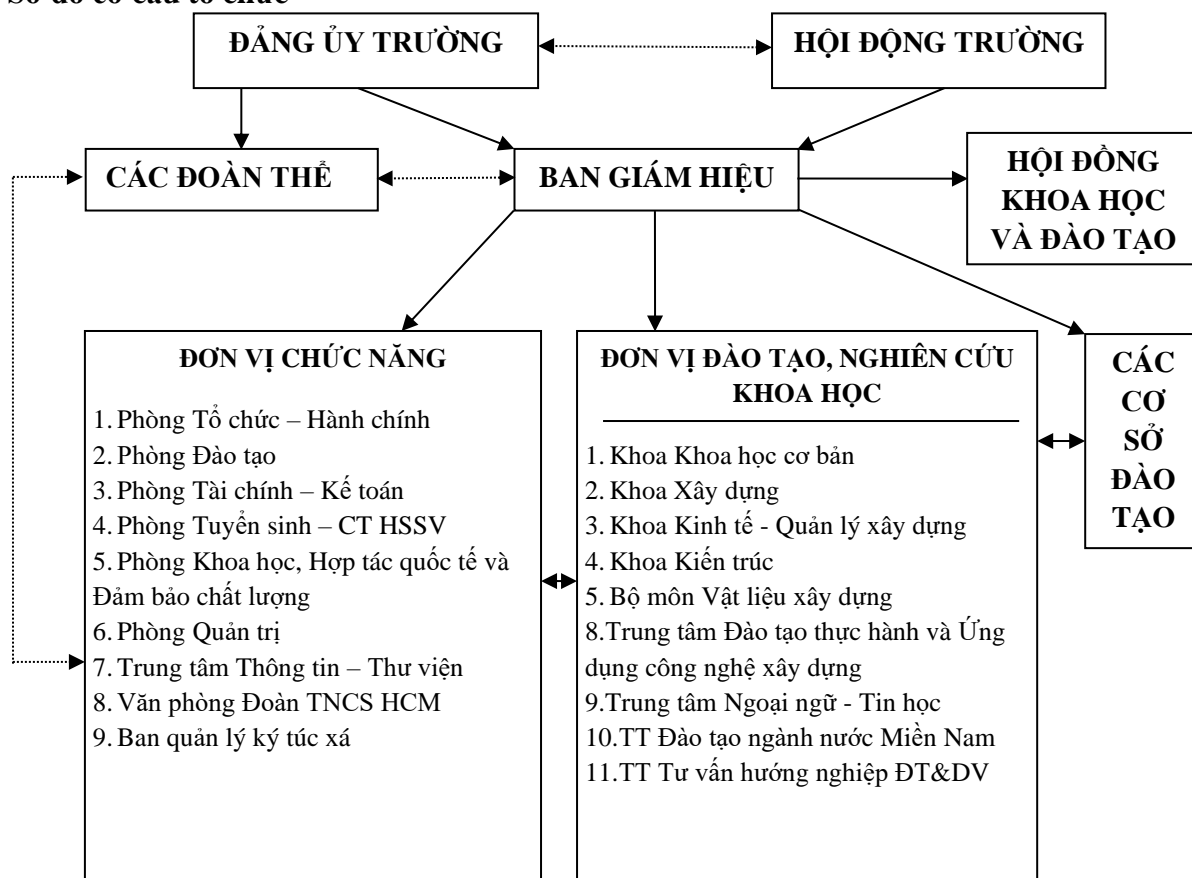 Sơ đồ cơ cấu tổ chức
ĐẢNG ỦY TRƯỜNG
HỘI ĐỘNG TRƯỜNG
CÁC ĐOÀN THỂ
BAN GIÁM HIỆU
HỘI ĐỒNG
KHOA HỌC
VÀ ĐÀO TẠO
ĐƠN VỊ CHỨC NĂNG
1. Phòng Tổ chức – Hành chính
2. Phòng Đào tạo
3. Phòng Tài chính – Kế toán
4. Phòng Tuyển sinh – CT HSSV
5. Phòng Khoa học, Hợp tác quốc tế và
Đảm bảo chất lượng
6. Phòng Quản trị
7. Trung tâm Thông tin – Thư viện
8. Văn phòng Đoàn TNCS HCM
9. Ban quản lý ký túc xá
ĐƠN VỊ ĐÀO TẠO, NGHIÊN CỨU
KHOA HỌC
1. Khoa Khoa học cơ bản
2. Khoa Xây dựng
3. Khoa Kinh tế - Quản lý xây dựng
4. Khoa Kiến trúc
5. Bộ môn Vật liệu xây dựng
8.Trung tâm Đào tạo thực hành và Ứng
dụng công nghệ xây dựng
9.Trung tâm Ngoại ngữ - Tin học
10.TT Đào tạo ngành nước Miền Nam
11.TT Tư vấn hướng nghiệp ĐT&DV
CÁC
CƠ
SỞ
ĐÀO
TẠO